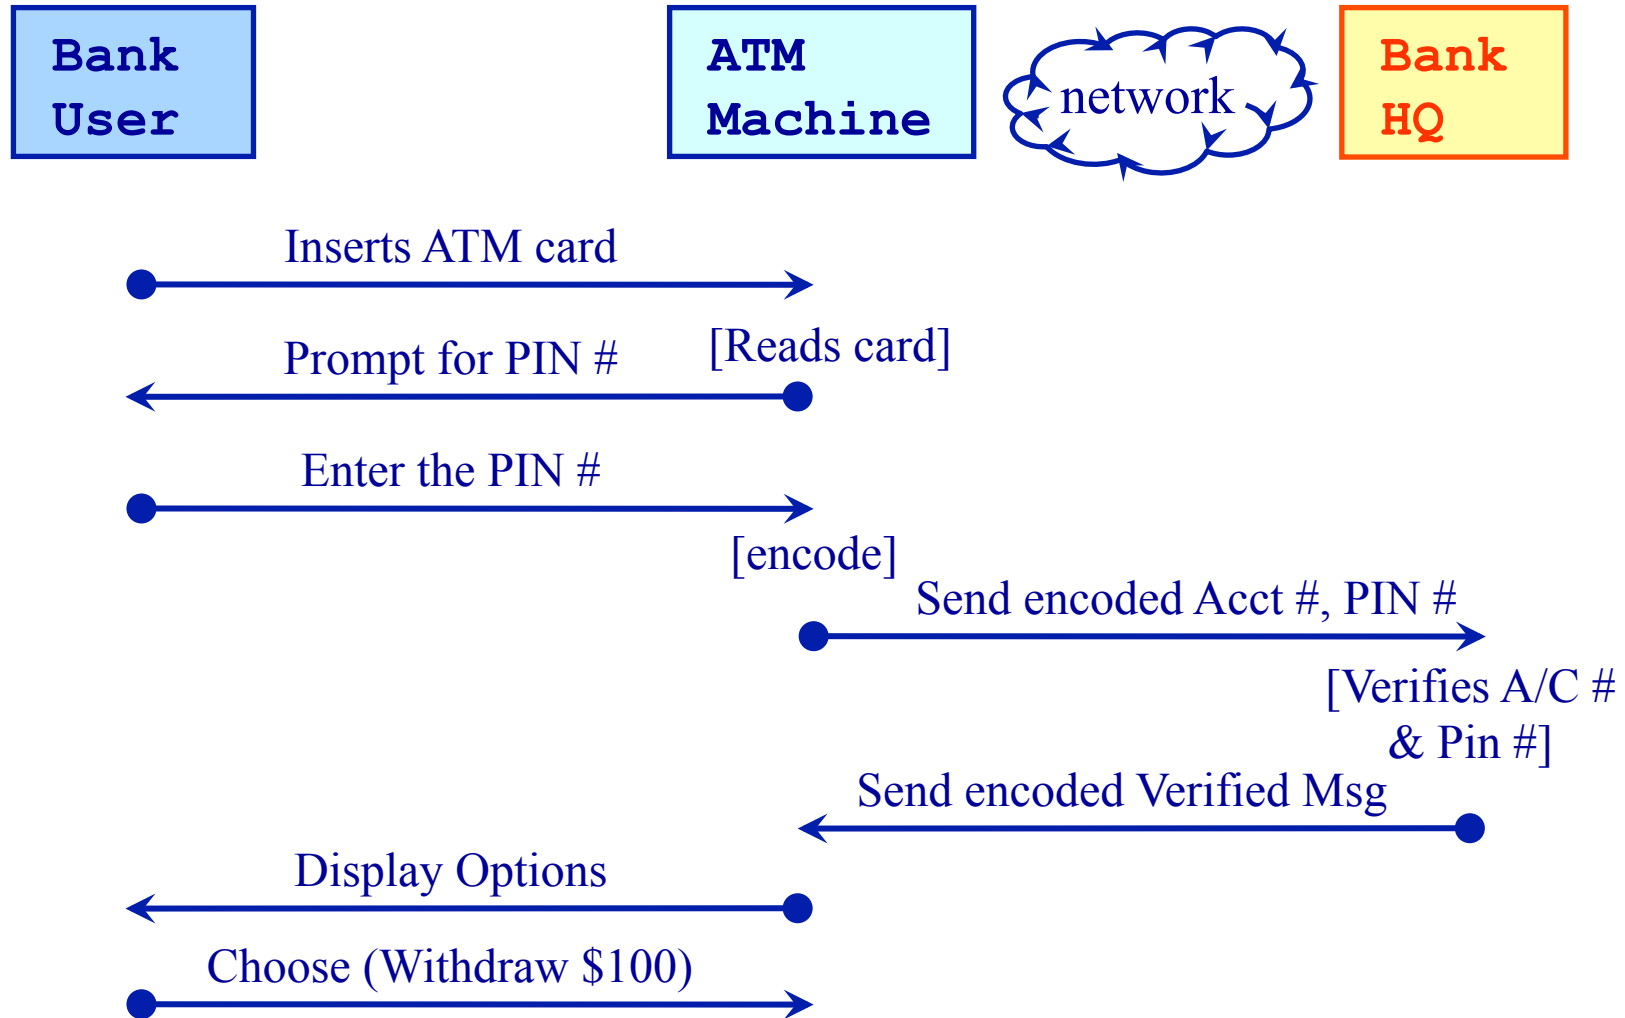 Bank
User
ATM
Machine
network
Bank
HQ
Inserts ATM card
[Reads card]
Prompt for PIN #
Enter the PIN #
[encode]
Send encoded Acct #, PIN #
[Verifies A/C #
& Pin #]
Send encoded Verified Msg
Display Options
Choose (Withdraw $100)